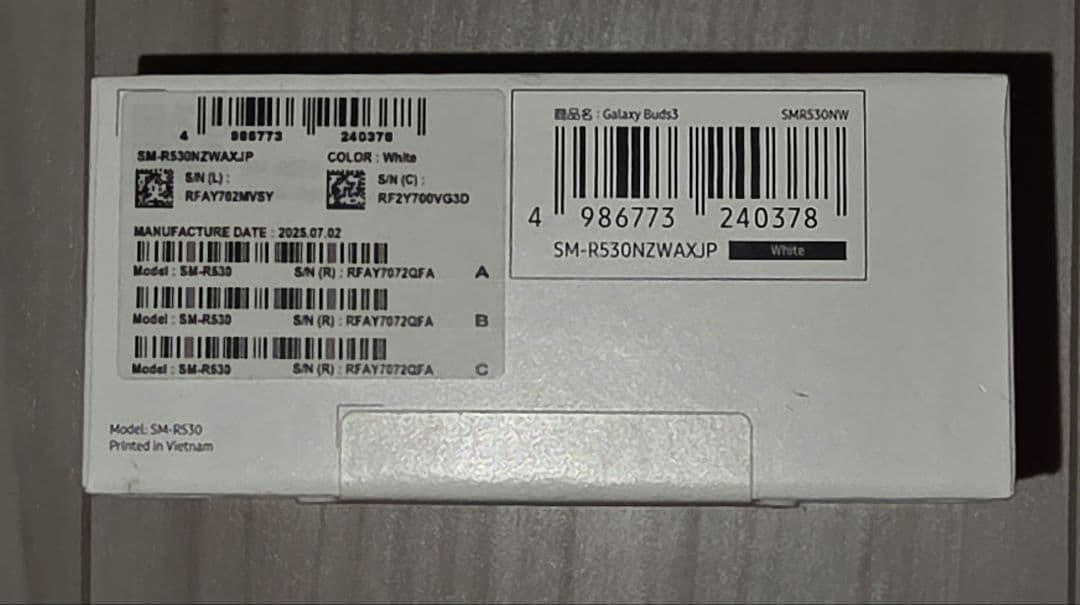 4 986773 240378
SM-R530NZWAXJP COLOR : White
S/N (L) : S/N (C) :
RFAY702MVSY RF2Y700VG3D
MANUFACTURE DATE : 2025.07.02
Model : SM-R530 S/N (R) : RFAY7072QFA A
Model : SM-R530 S/N (R) : RFAY7072QFA B
Model : SM-R530 S/N (R) : RFAY7072QFA C
商品名 : Galaxy Buds3 SMR530NW
4 986773 240378
SM-R530NZWAXJP White
Model: SM-R530
Printed in Vietnam